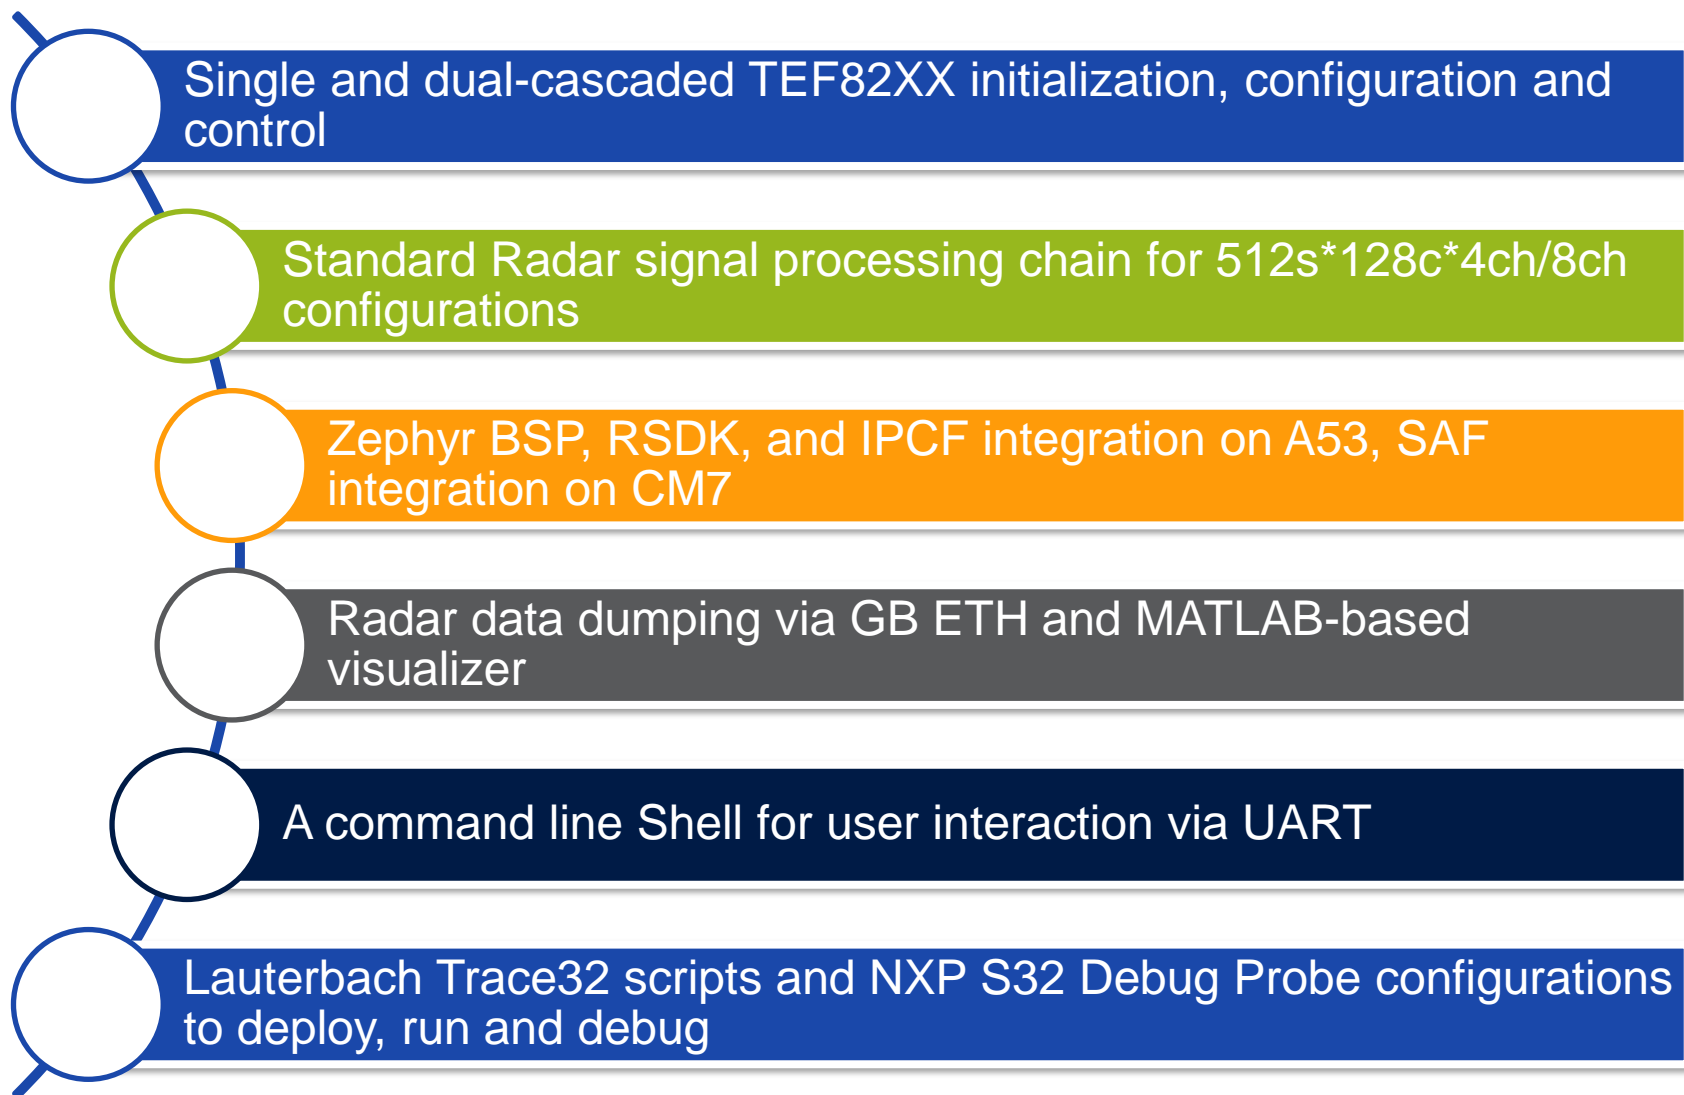 Single and dual-cascaded TEF82XX initialization, configuration and
control
Standard Radar signal processing chain for 512s*128c*4ch/8ch
configurations
Zephyr BSP, RSDK, and IPCF integration on A53, SAF
integration on CM7
Radar data dumping via GB ETH and MATLAB-based
visualizer
A command line Shell for user interaction via UART
Lauterbach Trace32 scripts and NXP S32 Debug Probe configurations
to deploy, run and debug